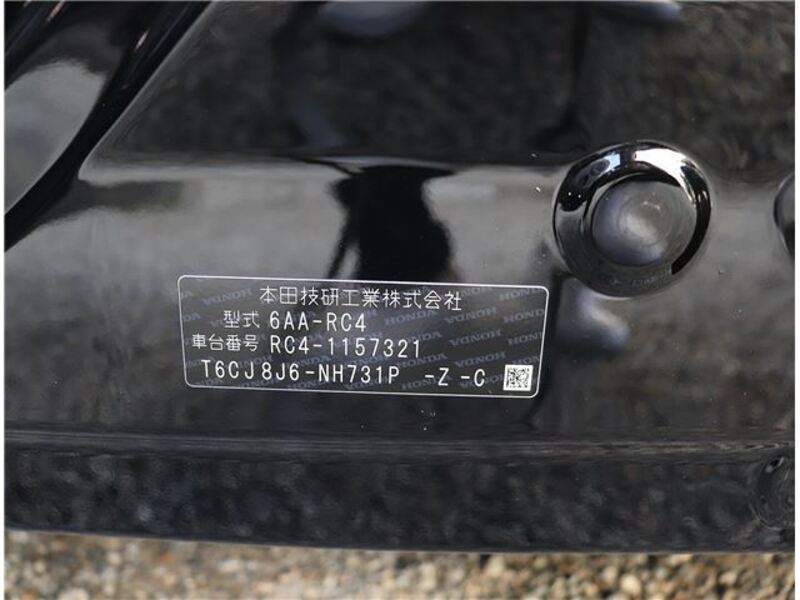 本田技研工業株式会社
型式 6AA-RC4
車台番号 RC4-1157321
T6CJ8J6-NH731P -Z -C